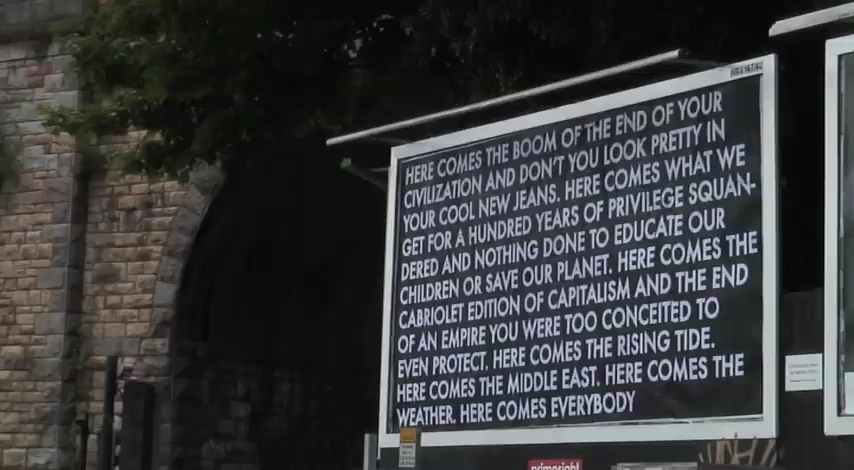 HERE COMES THE BOOM OF THE END OF YOUR
CIVILIZATION AND DON'T YOU LOOK PRETTY IN
YOUR COOL NEW JEANS. HERE COMES WHAT WE
GET FOR A HUNDRED YEARS OF PRIVILEGE SQUAN-
DERED AND NOTHING DONE TO EDUCATE OUR
CHILDREN OR SAVE OUR PLANET. HERE COMES THE
CABRIOLET EDITION OF CAPITALISM AND THE END
OF AN EMPIRE YOU WERE TOO CONCEITED TO
EVEN PROTECT. HERE COMES THE RISING TIDE.
HERE COMES THE MIDDLE EAST. HERE COMES THE
WEATHER. HERE COMES EVERYBODY
primesight